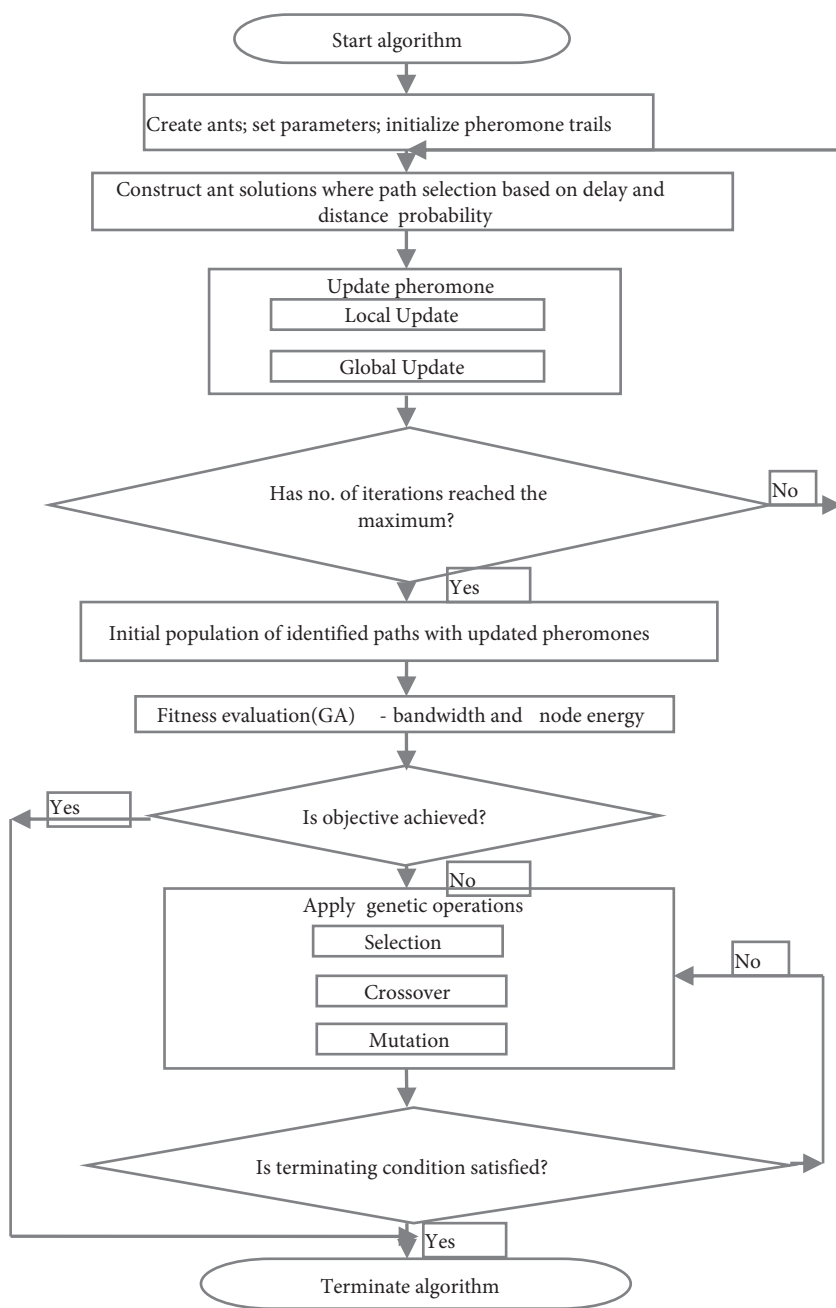 Start algorithm
Create ants; set parameters; initialize pheromone trails
Construct ant solutions where path selection based on delay and
distance probability
Update pheromone
Local Update
Global Update
Has no. of iterations reached the
maximum?
No
Yes
Initial population of identified paths with updated pheromones
Fitness evaluation(GA) - bandwidth and node energy
Yes
Is objective achieved?
No
Apply genetic operations
Selection
No
Crossover
Mutation
Is terminating condition satisfied?
Yes
Terminate algorithm